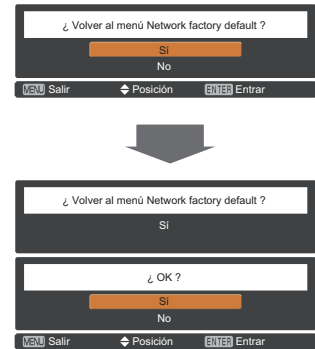 ¿ Volver al menú Network factory default ?
Sí
No
MENU Salir Posición ENTER Entrar
¿ Volver al menú Network factory default ?
Sí
¿ OK ?
Sí
No
MENU Salir Posición ENTER Entrar